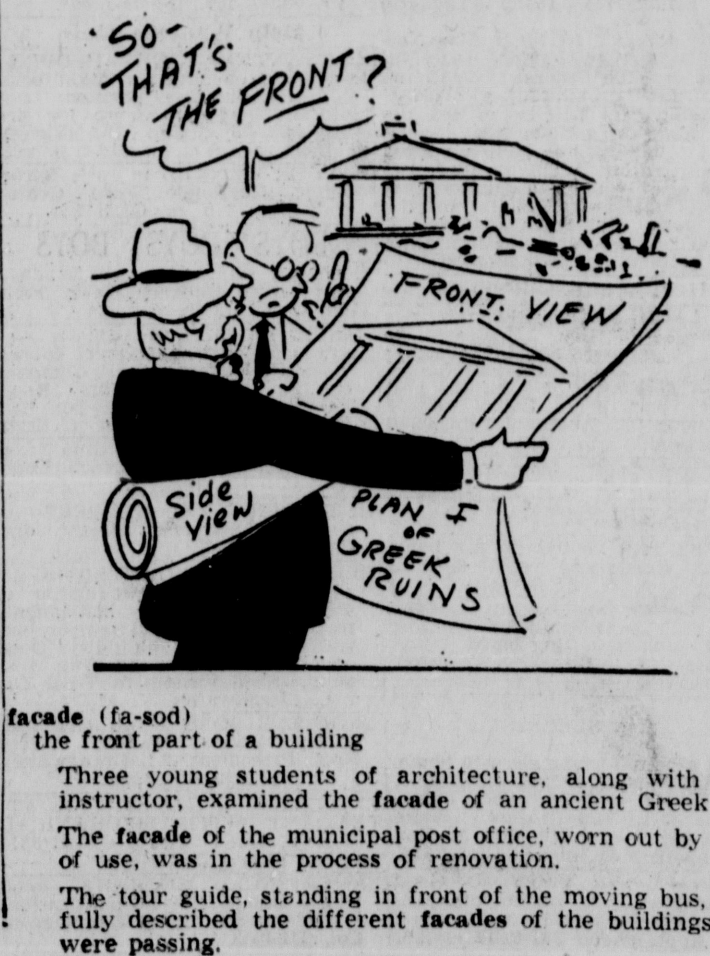 SO-
THAT'S
THE FRONT?
FRONT VIEW
Side
View
PLAN I
OF
GREEK
RUINS
facade (fa-sod)
the front part of a building
Three young students of architecture, along with
instructor, examined the facade of an ancient Greek
The facade of the municipal post office, worn out by
of use, was in the process of renovation.
The tour guide, standing in front of the moving bus,
fully described the different facades of the buildings
were passing.